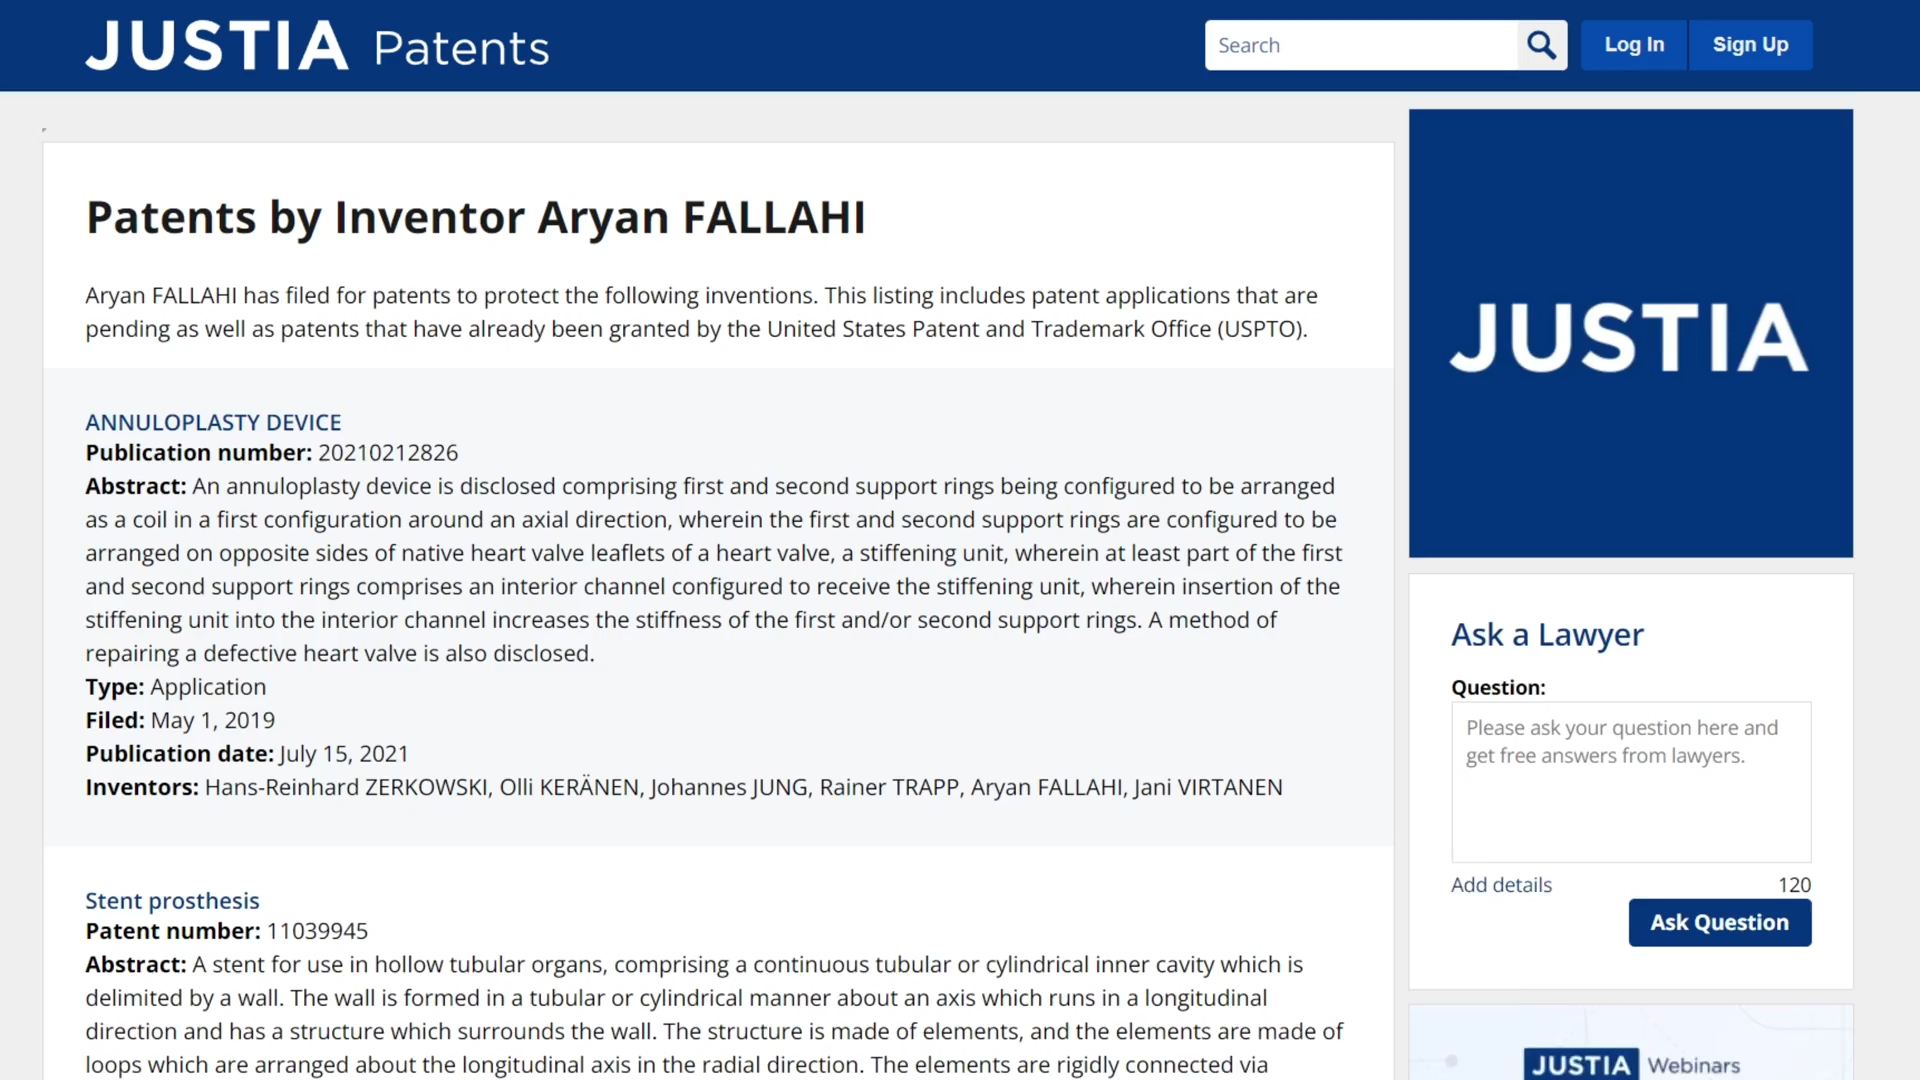 JUSTIA Patents
Search
Log In
Sign Up
Patents by Inventor Aryan FALLAHI
Aryan FALLAHI has filed for patents to protect the following inventions. This listing includes patent applications that are
pending as well as patents that have already been granted by the United States Patent and Trademark Office (USPTO).
ANNULOPLASTY DEVICE
Publication number: 20210212826
Abstract: An annuloplasty device is disclosed comprising first and second support rings being configured to be arranged
as a coil in a first configuration around an axial direction, wherein the first and second support rings are configured to be
arranged on opposite sides of native heart valve leaflets of a heart valve, a stiffening unit, wherein at least part of the first
and second support rings comprises an interior channel configured to receive the stiffening unit, wherein insertion of the
stiffening unit into the interior channel increases the stiffness of the first and/or second support rings. A method of
repairing a defective heart valve is also disclosed.
Type: Application
Filed: May 1, 2019
Publication date: July 15, 2021
Inventors: Hans-Reinhard ZERKOWSKI, Olli KERÄNEN, Johannes JUNG, Rainer TRAPP, Aryan FALLAHI, Jani VIRTANEN
Stent prosthesis
Patent number: 11039945
Abstract: A stent for use in hollow tubular organs, comprising a continuous tubular or cylindrical inner cavity which is
delimited by a wall. The wall is formed in a tubular or cylindrical manner about an axis which runs in a longitudinal
direction and has a structure which surrounds the wall. The structure is made of elements, and the elements are made of
loops which are arranged about the longitudinal axis in the radial direction. The elements are rigidly connected via
JUSTIA
Ask a Lawyer
Question:
Please ask your question here and
get free answers from lawyers.
Add details
120
Ask Question
JUSTIA Webinars